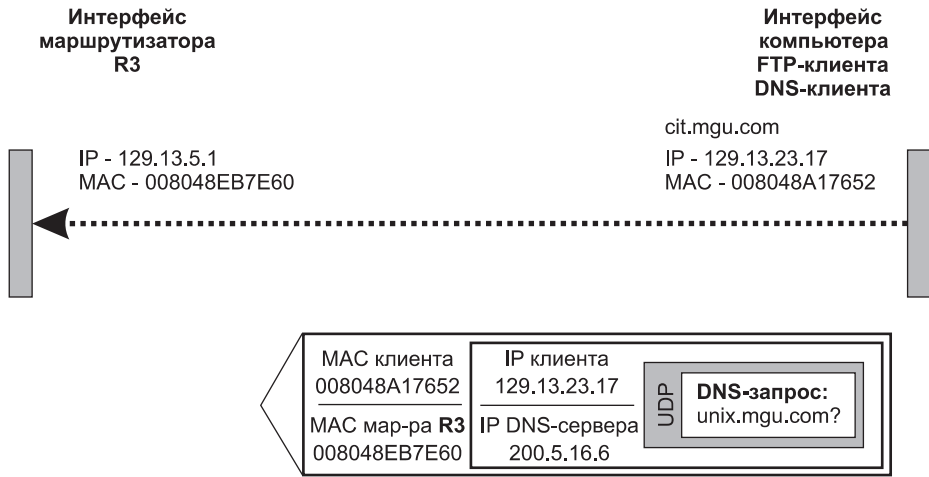 Интерфейс
маршрутизатора
R3
Интерфейс
компьютера
FTP-клиента
DNS-клиента
cit.mgu.com
IP - 129.13.5.1
MAC - 008048EB7E60
IP - 129.13.23.17
MAC - 008048A17652
MAC клиента
008048A17652
MAC мар-ра R3
008048EB7E60
IP клиента
129.13.23.17
IP DNS-сервера
200.5.16.6
UDP
DNS-запрос:
unix.mgu.com?